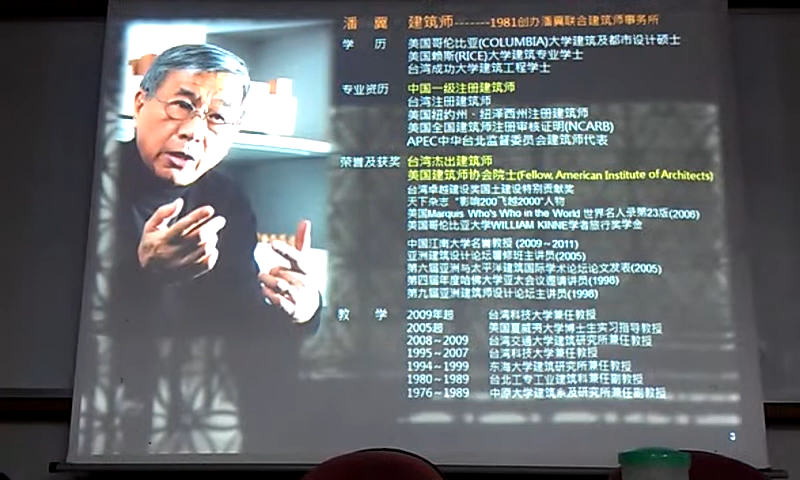 潘 翼 建筑师-------1981创办潘翼联合建筑师事务所
学 历 美国哥伦比亚(COLUMBIA)大学建筑及都市设计硕士
美国赖斯(RICE)大学建筑专业学士
台湾成功大学建筑工程学士
专业资历 中国一级注册建筑师
台湾注册建筑师
美国纽约州、纽泽西州注册建筑师
美国全国建筑师注册审核证明(NCARB)
APEC中华台北监督委员会建筑师代表
荣誉及获奖 台湾杰出建筑师
美国建筑师协会院士(Fellow, American Institute of Architects)
台湾卓越建设奖国土建设特别贡献奖
天下杂志 "影响200 飞越2000"人物
美国Marquis Who's Who in the World 世界名人录第23版(2006)
美国哥伦比亚大学WILLIAM KINNE学者旅行奖学金
中国江南大学名誉教授 (2009~2011)
亚洲建筑设计论坛署修班主讲员(2005)
第六届亚洲与太平洋建筑国际学术论坛论文发表(2005)
第四届年度哈佛大学亚太会议邀请讲员(1998)
第九届亚洲建筑师设计论坛主讲员(1998)
教 学 2009年起 台湾科技大学兼任教授
2005起 美国夏威夷大学博士生实习指导教授
2008~2009 台湾交通大学建筑研究所兼任教授
1995~2007 台湾科技大学兼任教授
1994~1999 东海大学建筑研究所兼任教授
1980~1989 台北工专工业建筑科兼任副教授
1976~1989 中原大学建筑系及研究所兼任副教授
3